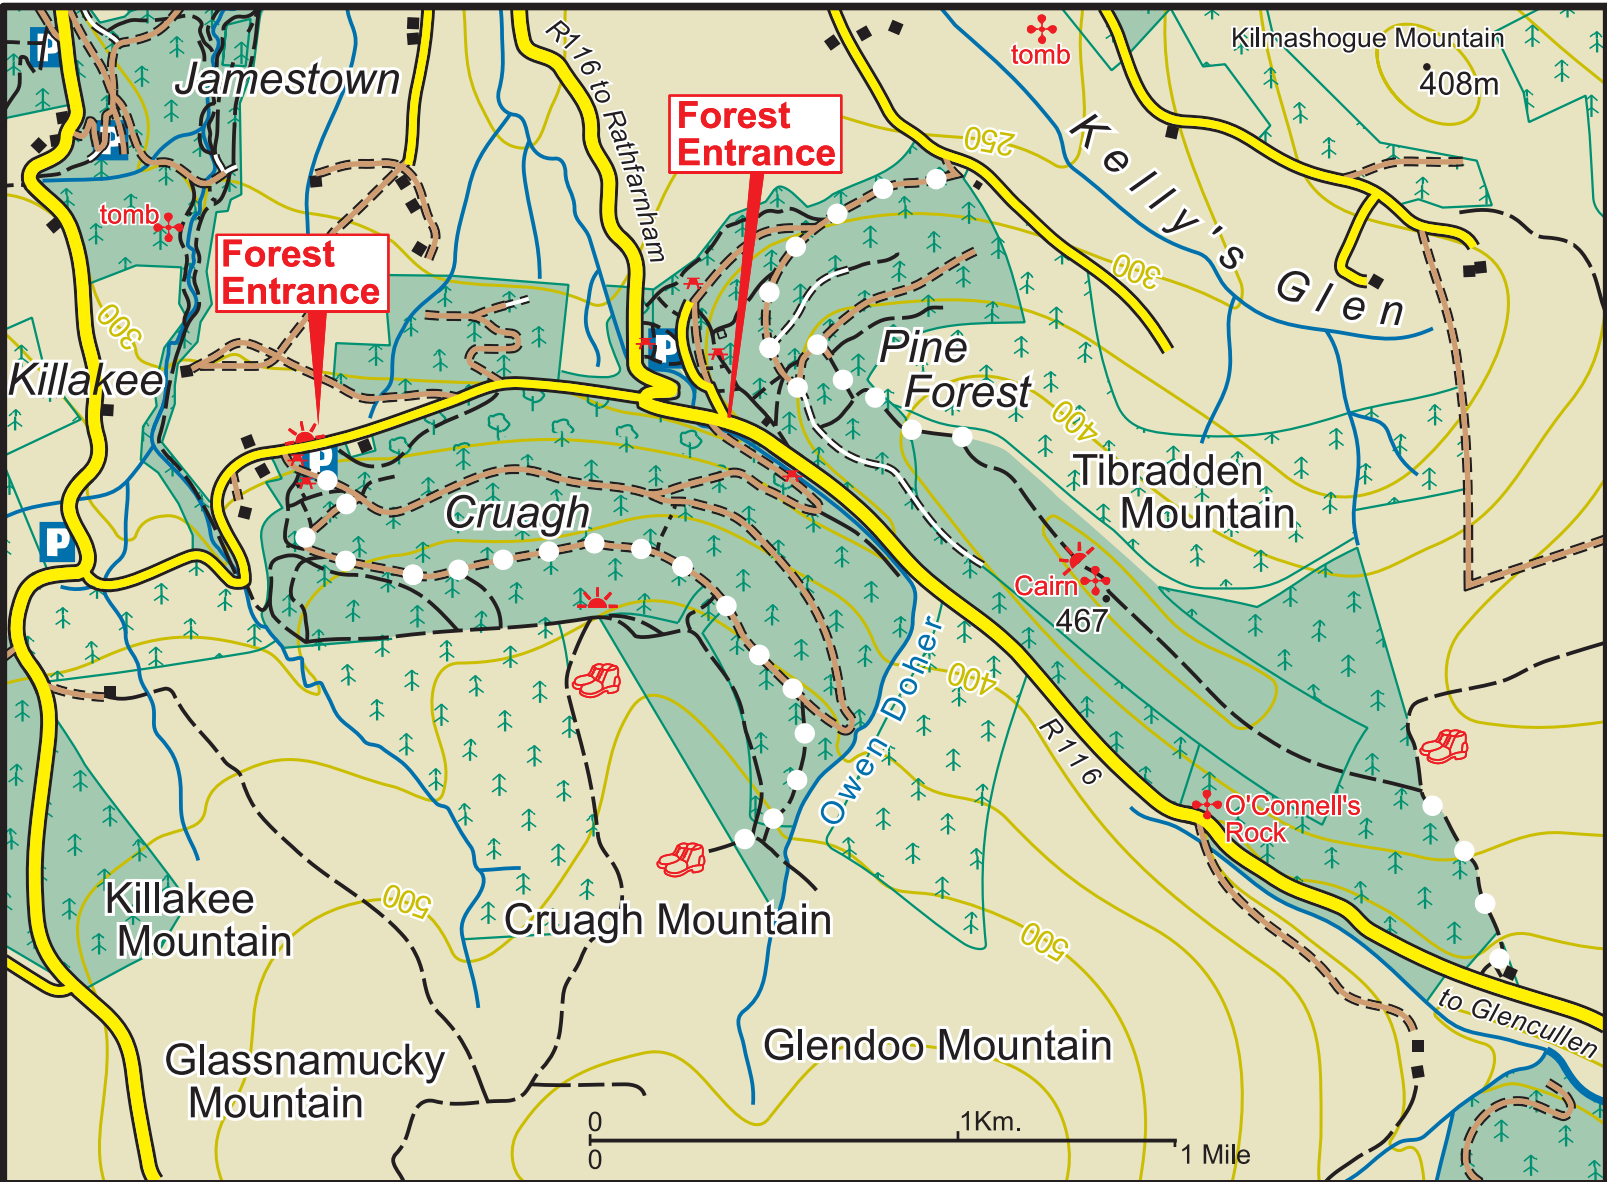 P
Jamestown
R116 to Rathfarnham
tomb
Kilmashogue Mountain
408m
Forest
Entrance
250
Kelly's Glen
P
tomb
Forest
Entrance
300
300
Killakee
P
Pine
Forest
400
Tibradden
Mountain
P
Cruagh
P
Cairn
467
Owen Doher
400
R116
O'Connell's
Rock
Killakee
Mountain
500
Cruagh Mountain
500
to Glencullen
Glassnamucky
Mountain
Glendoo Mountain
0
1Km.
0
1 Mile